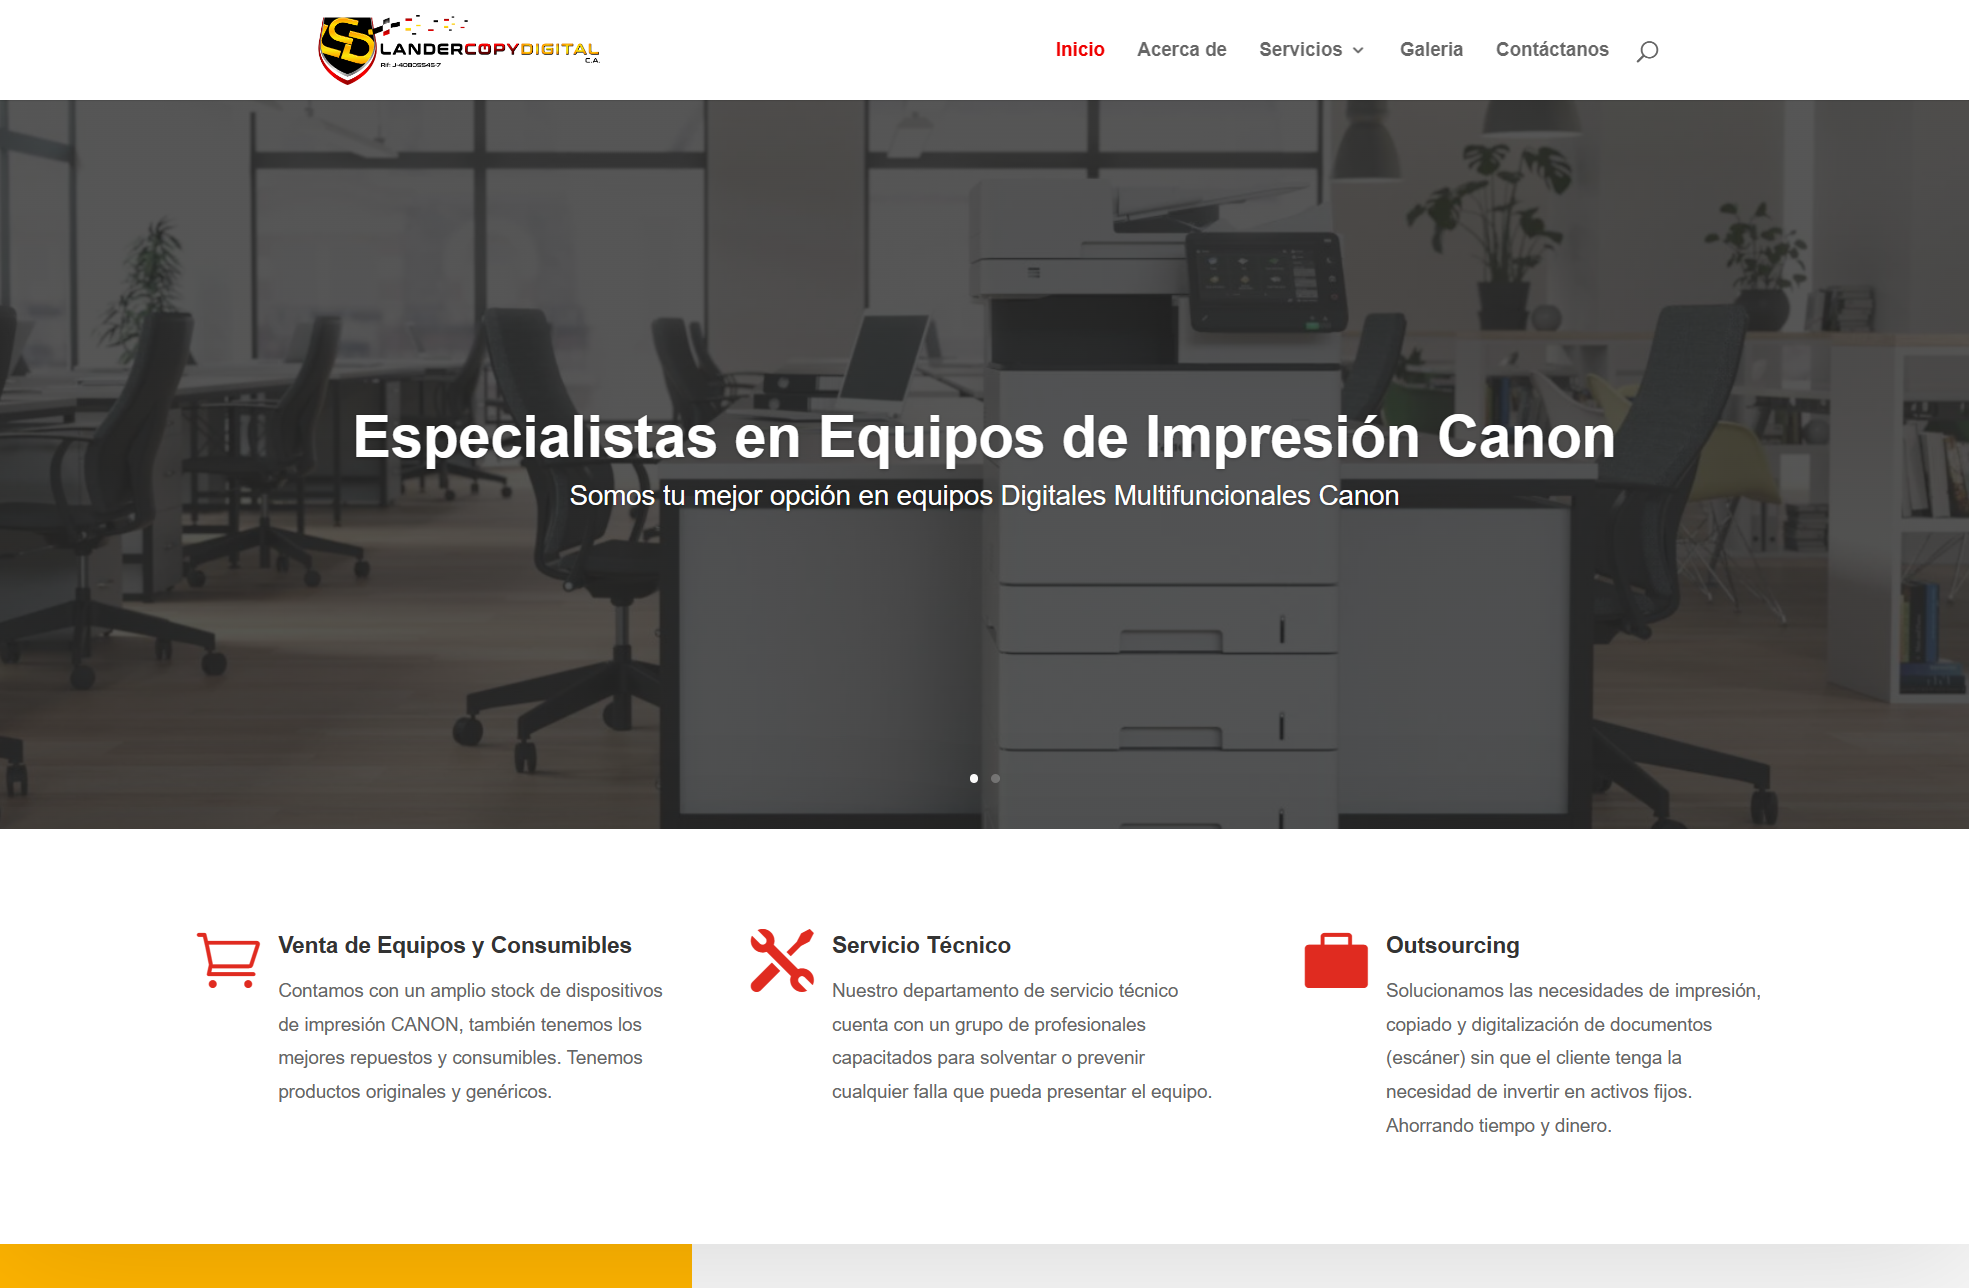 LANDERCOPYDIGITAL
C.A.
Inicio
Acerca de
Servicios
Galeria
Contáctanos
Especialistas en Equipos de Impresión Canon
Somos tu mejor opción en equipos Digitales Multifuncionales Canon
Venta de Equipos y Consumibles
Contamos con un amplio stock de dispositivos
de impresión CANON, también tenemos los
mejores repuestos y consumibles. Tenemos
productos originales y genéricos.
Servicio Técnico
Nuestro departamento de servicio técnico
cuenta con un grupo de profesionales
capacitados para solventar o prevenir
cualquier falla que pueda presentar el equipo.
Outsourcing
Solucionamos las necesidades de impresión,
copiado y digitalización de documentos
(escáner) sin que el cliente tenga la
necesidad de invertir en activos fijos.
Ahorrando tiempo y dinero.